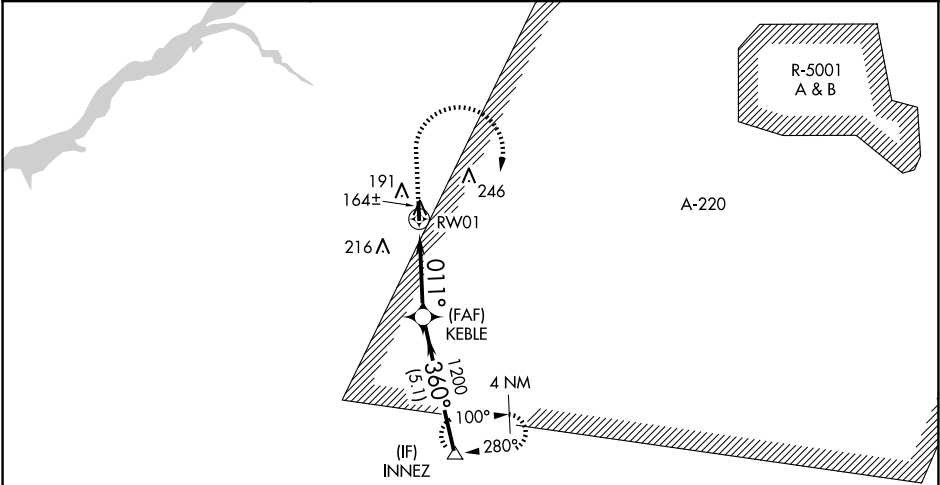 R-5001
A & B
191
246
164±
A-220
RW01
216
011°
(FAF)
KEBLE
1200
360°
(5.1)
4 NM
100°
280°
(IF)
INNEZ